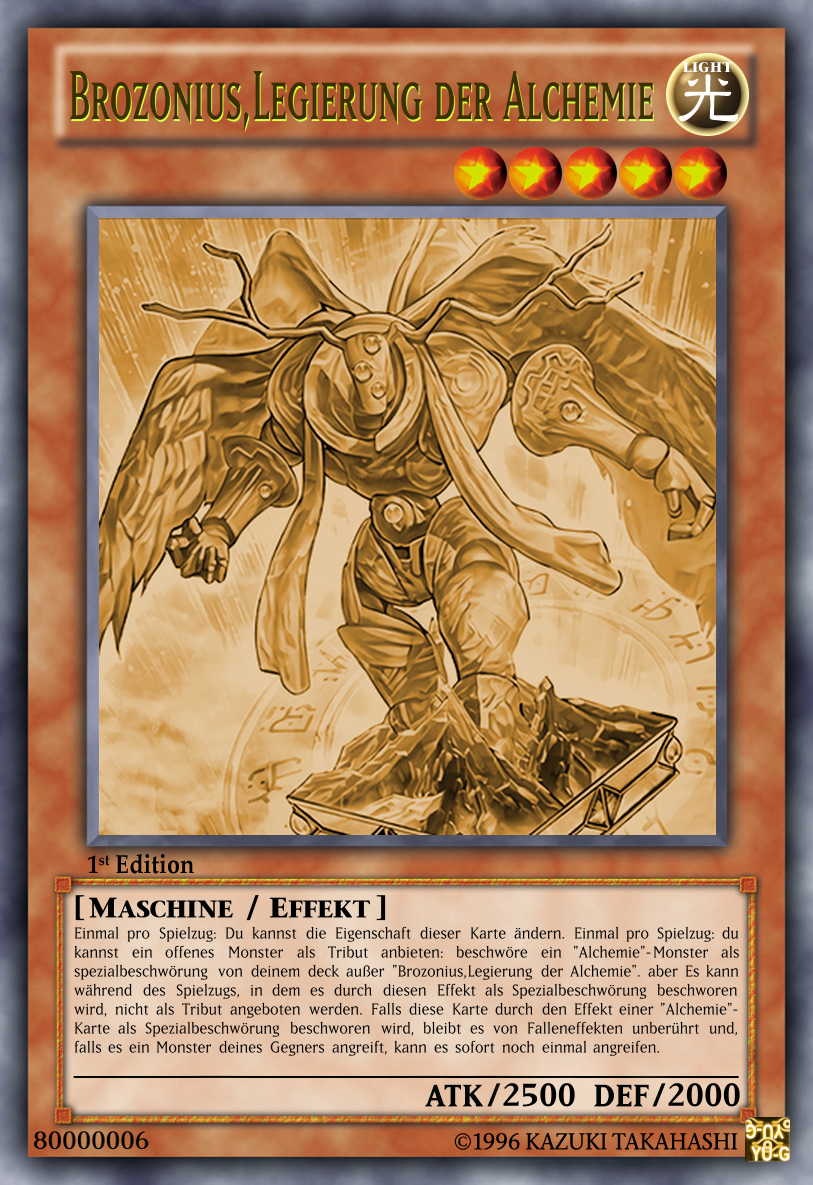 Brozonius,Legierung der Alchemie
LIGHT
光
1st Edition
[ Maschine / Effekt ]
Einmal pro Spielzug: Du kannst die Eigenschaft dieser Karte ändern. Einmal pro Spielzug: du
kannst ein offenes Monster als Tribut anbieten: beschwöre ein "Alchemie"-Monster als
spezialbeschwörung von deinem deck außer "Brozonius,Legierung der Alchemie". aber Es kann
während des Spielzugs, in dem es durch diesen Effekt als Spezialbeschwörung beschworen
wird, nicht als Tribut angeboten werden. Falls diese Karte durch den Effekt einer "Alchemie"-
Karte als Spezialbeschwörung beschworen wird, bleibt es von Falleneffekten unberührt und,
falls es ein Monster deines Gegners angreift, kann es sofort noch einmal angreifen.
ATK/2500 DEF/2000
80000006
©1996 KAZUKI TAKAHASHI